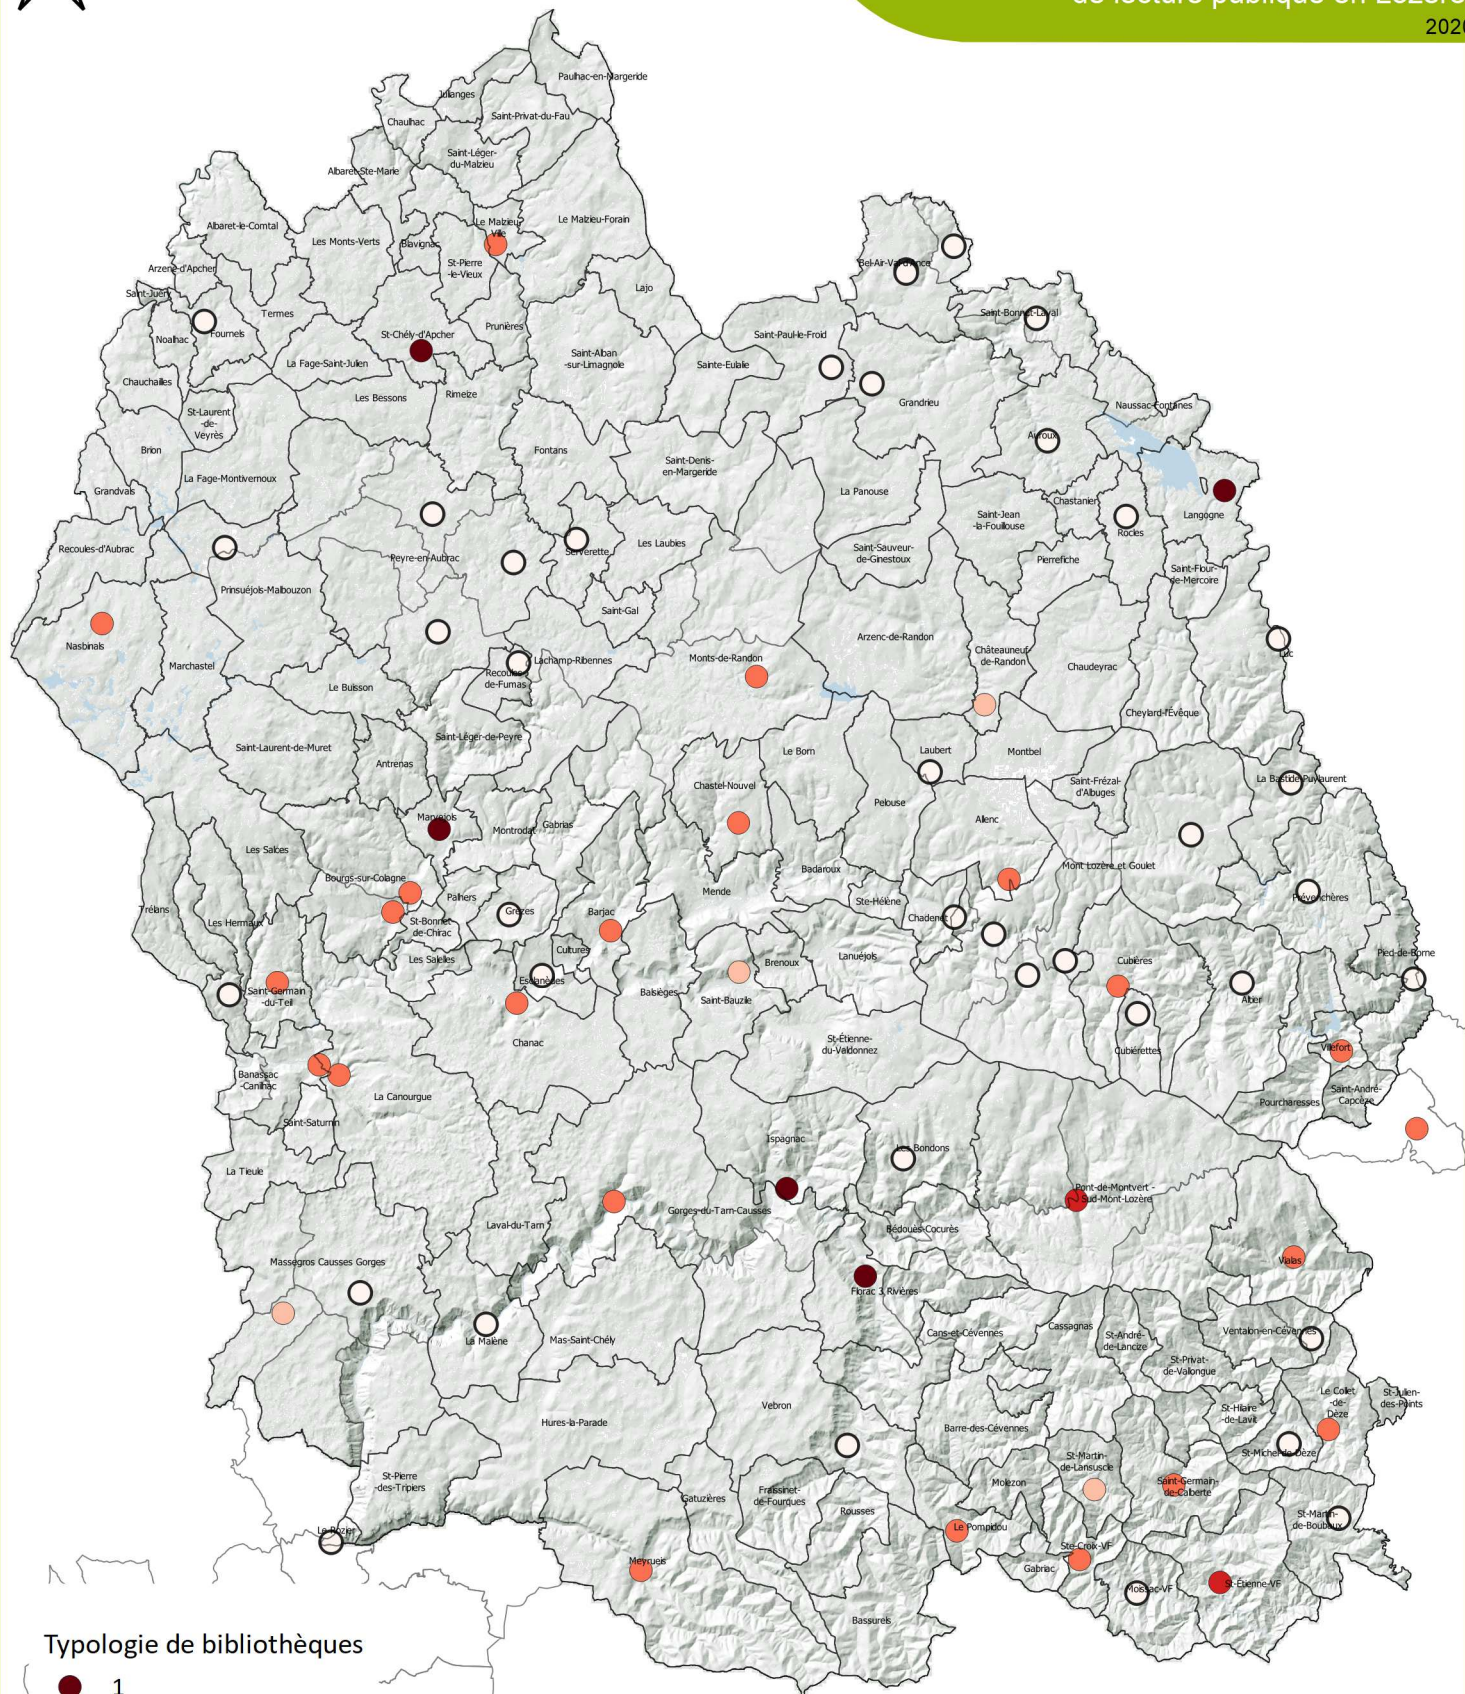 2020
Paulhac-en-Margeride
Julianges
Saint-Privat-du-Fau
Chaulhac
Saint-Léger-
du-Malzieu
Albaret-Ste-Marie
Albaret-le-Comtal
Les Monts-Verts
Blavignac
Le Malzieu-
Ville
Le Malzieu-Forain
St-Pierre
-le-Vieux
Arzenc-d'Apcher
Bel-Air-Val-d'Ance
Lajo
Saint-Juéry
Termes
Fournels
Noalhac
St-Chély-d'Apcher
Prunières
Saint-Bonnet-Laval
Saint-Paul-le-Froid
Saint-Alban
-sur-Limagnole
Sainte-Eulalie
La Fage-Saint-Julien
Chauchailles
Les Bessons
Rimeize
Grandrieu
Naussac-Fontanes
St-Laurent
-de-
Veyrès
Auroux
Brion
Fontans
Saint-Denis-
en-Margeride
La Fage-Montivernoux
Grandvals
La Panouse
Chastanier
Langogne
Saint-Jean
-la-Fouillouse
Rocles
Recoules-d'Aubrac
Peyre-en-Aubrac
Serverette
Les Laubies
Saint-Sauveur-
de-Ginestoux
Pierrefiche
Saint-Flour-
de-Mercoire
Prinsuéjols-Malbouzon
Saint-Gal
Nasbinals
Arzenc-de-Randon
Châteauneuf-
de-Randon
Luc
Marchastel
Lachamp-Ribennes
Monts-de-Randon
Chaudeyrac
Recoules-
de-Fumas
Le Buisson
Cheylard-l'Évêque
Saint-Léger-de-Peyre
Saint-Laurent-de-Muret
Antrenas
Le Born
Laubert
Montbel
Chastel-Nouvel
Saint-Frézal-
d'Albuges
La Bastide-Puylaurent
Pelouse
Allenc
Marvejols
Montrodat
Gabrias
Les Salces
Mont Lozère et Goulet
Badaroux
Bourgs-sur-Colagne
Palhers
Mende
Prévenchères
Ste-Hélène
Trélans
Les Hermaux
St-Bonnet-
de-Chirac
Grèzes
Barjac
Chadenet
Les Salelles
Cultures
Lanuéjols
Brenoux
Cubières
Pied-de-Borne
Esclanèdes
Saint-Germain
-du-Teil
Balsièges
Saint-Bauzile
Altier
Chanac
St-Étienne-
du-Valdonnez
Cubiérettes
Villefort
Banassac
-Canilhac
La Canourgue
Pourcharesses
Saint-André-
Capcèze
Saint-Saturnin
Ispagnac
Les Bondons
La Tieule
Pont-de-Montvert -
Sud-Mont-Lozère
Gorges-du-Tarn-Causses
Laval-du-Tarn
Bédouès-Cocurès
Massegros Causses Gorges
Vialas
Florac 3 Rivières
La Malène
Mas-Saint-Chély
Cans-et-Cévennes
Cassagnas
St-André-
de-Lancize
Ventalon-en-Cévennes
St-Privat-
de-Vallongue
Vebron
Le Collet
-de-
Dèze
St-Julien-
des-Points
St-Hilaire
-de-Lavit
Hures-la-Parade
Barre-des-Cévennes
St-Michel-de-Dèze
St-Martin-
de-Lansuscle
St-Pierre
-des-Tripiers
Molezon
Saint-Germain-
de-Calberte
Gatuzières
Fraissinet-
de-Fourques
Rousses
St-Martin-
de-Boubaux
Le Rozier
Le Pompidou
Ste-Croix-VF
Meyrueis
Gabriac
Moissac-VF
St-Étienne-VF
Bassurels
Typologie de bibliothèques
1